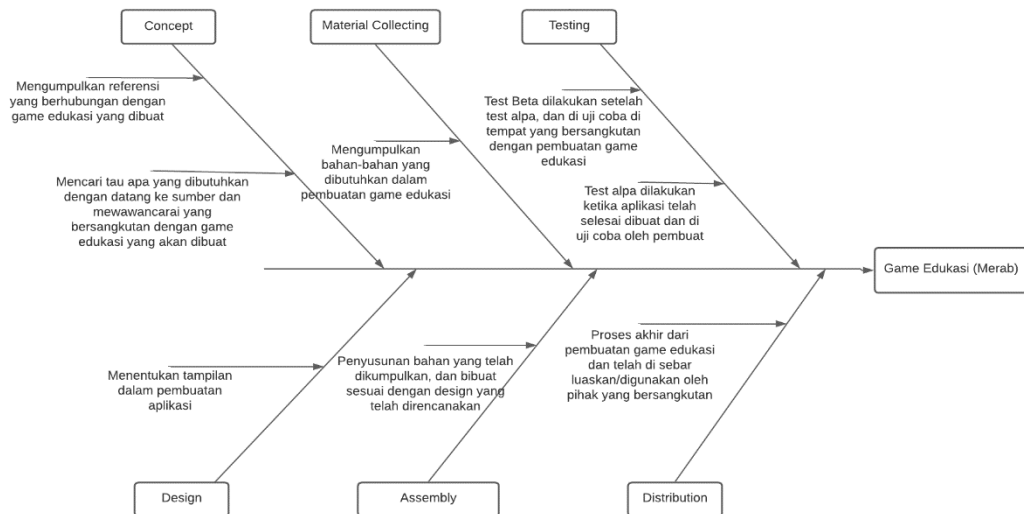 Concept
Material Collecting
Testing
Mengumpulkan referensi
yang berhubungan dengan
game edukasi yang dibuat
Mencari tau apa yang dibutuhkan
dengan datang ke sumber dan
mewawancarai yang
bersangkutan dengan game
edukasi yang akan dibuat
Mengumpulkan
bahan-bahan yang
dibutuhkan dalam
pembuatan game edukasi
Test Beta dilakukan setelah
test alpa, dan di uji coba di
tempat yang bersangkutan
dengan pembuatan game
edukasi
Test alpa dilakukan
ketika aplikasi telah
selesai dibuat dan di
uji coba oleh pembuat
Game Edukasi (Merab)
Menentukan tampilan
dalam pembuatan
aplikasi
Penyusunan bahan yang telah
dikumpulkan, dan bibuat
sesuai dengan design yang
telah direncanakan
Proses akhir dari
pembuatan game edukasi
dan telah di sebar
luaskan/digunakan oleh
pihak yang bersangkutan
Design
Assembly
Distribution